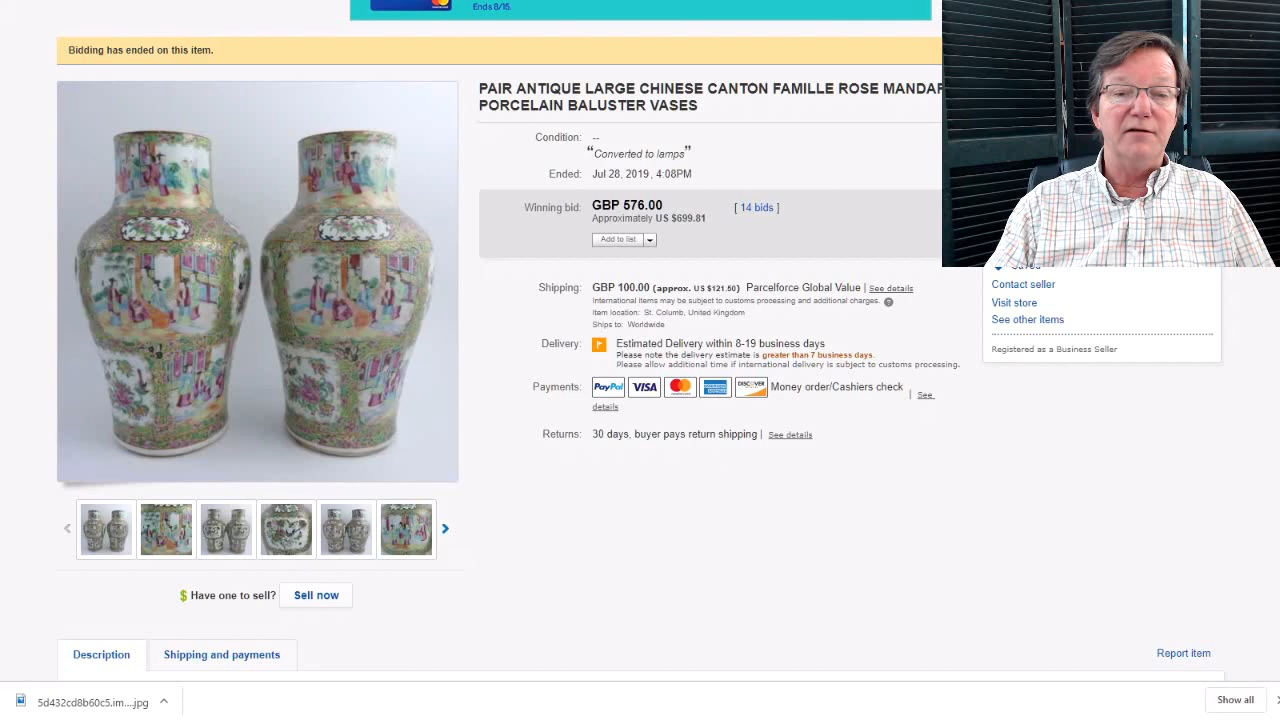 Ends 8/15.
Bidding has ended on this item.
PAIR ANTIQUE LARGE CHINESE CANTON FAMILLE ROSE MANDAR
PORCELAIN BALUSTER VASES
Condition: --
“Converted to lamps”
Ended: Jul 28, 2019 , 4:08PM
Winning bid: GBP 576.00 [ 14 bids ]
Approximately US $699.81
Add to list
Shipping: GBP 100.00 (approx. US $121.50) Parcelforce Global Value | See details
International items may be subject to customs processing and additional charges. ?
Item location: St. Columb, United Kingdom
Ships to: Worldwide
Delivery: Estimated Delivery within 8-19 business days
Please note the delivery estimate is greater than 7 business days.
Please allow additional time if international delivery is subject to customs processing.
Payments: PayPal VISA DISCOVER Money order/Cashiers check | See
details
Returns: 30 days, buyer pays return shipping | See details
Contact seller
Visit store
See other items
Registered as a Business Seller
$ Have one to sell? Sell now
Description Shipping and payments Report item
5d432cd8b60c5.im....jpg Show all